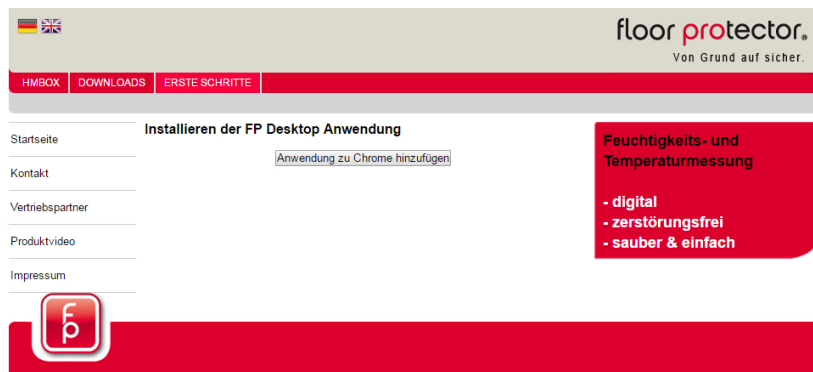 floor protector®
Von Grund auf sicher.
HMBOX DOWNLOADS ERSTE SCHRITTE
Startseite
Kontakt
Vertriebspartner
Produktvideo
Impressum
Installieren der FP Desktop Anwendung
Anwendung zu Chrome hinzufügen
Feuchtigkeits- und
Temperaturmessung
- digital
- zerstörungsfrei
- sauber & einfach
fp